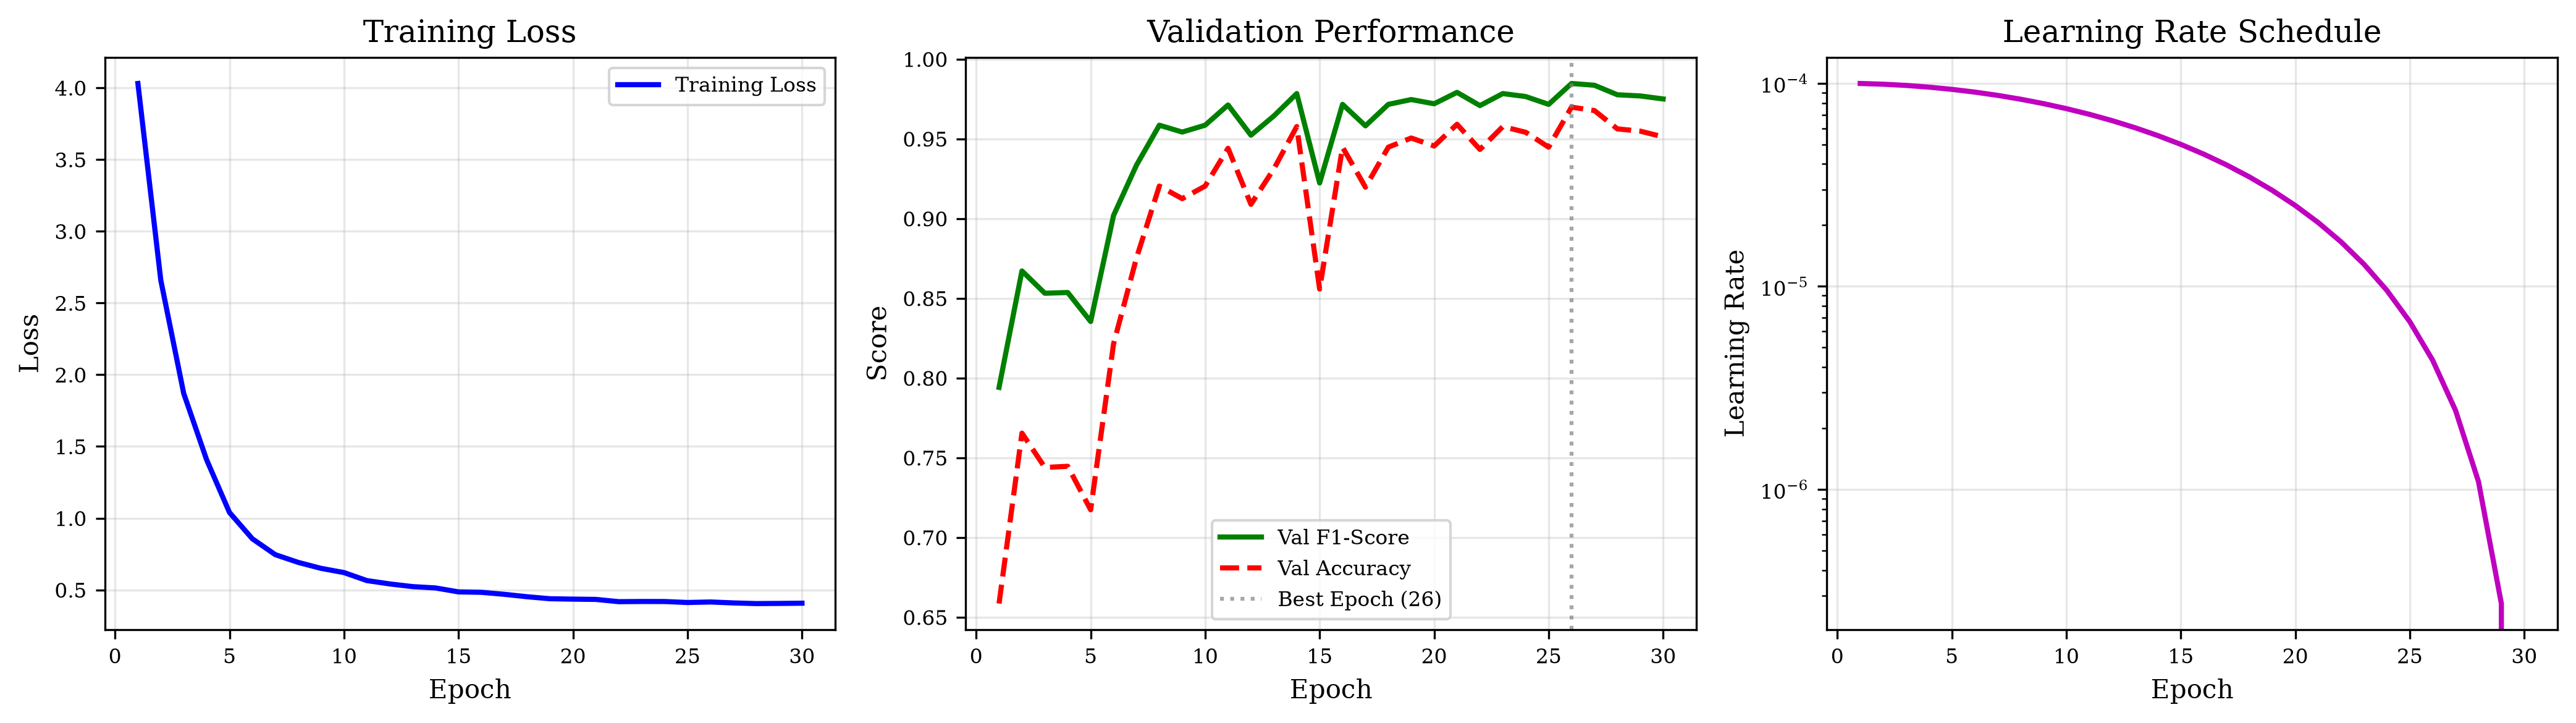 Training Loss
Training Loss
4.0
3.5
3.0
2.5
2.0
1.5
1.0
0.5
Loss
0 5 10 15 20 25 30
Epoch
Validation Performance
1.00
0.95
0.90
0.85
0.80
0.75
0.70
0.65
Score
Val F1-Score
Val Accuracy
Best Epoch (26)
0 5 10 15 20 25 30
Epoch
Learning Rate Schedule
10⁻⁴
10⁻⁵
10⁻⁶
Learning Rate
0 5 10 15 20 25 30
Epoch